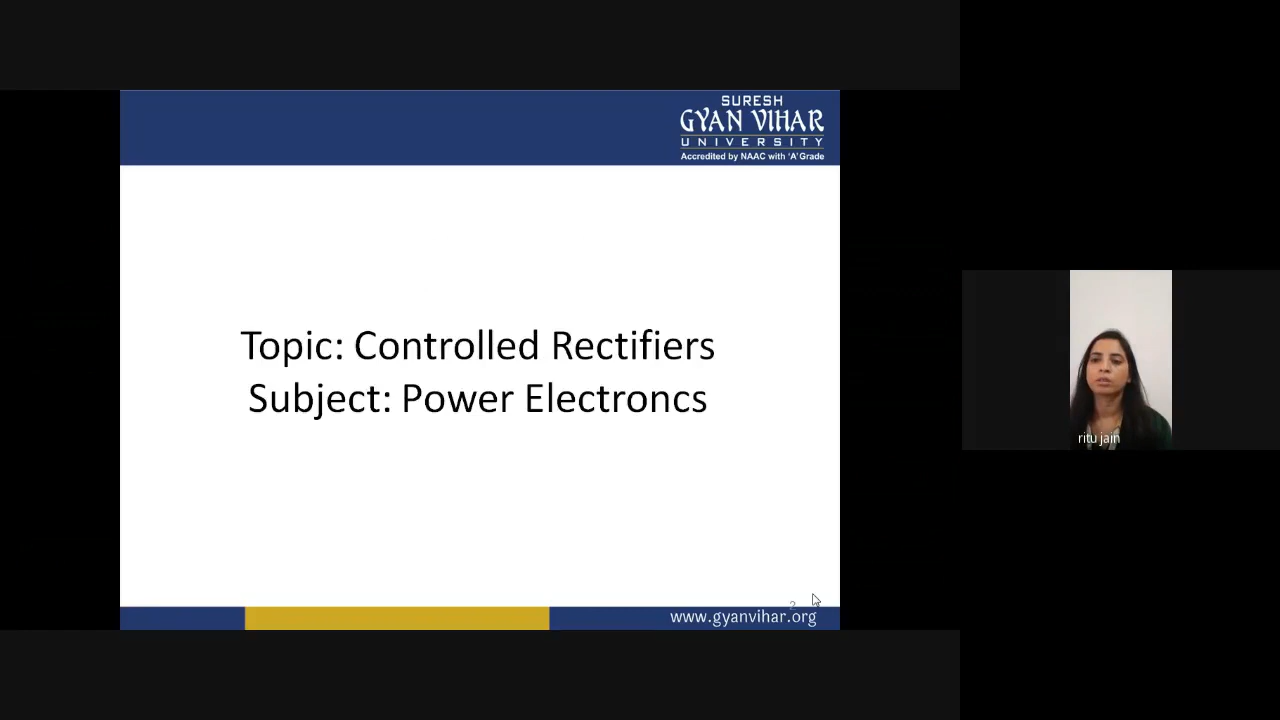 SURESH
GYAN VIHAR
UNIVERSITY
Accredited by NAAC with 'A' Grade
Topic: Controlled Rectifiers
Subject: Power Electroncs
ritu jain
2
www.gyanvihar.org